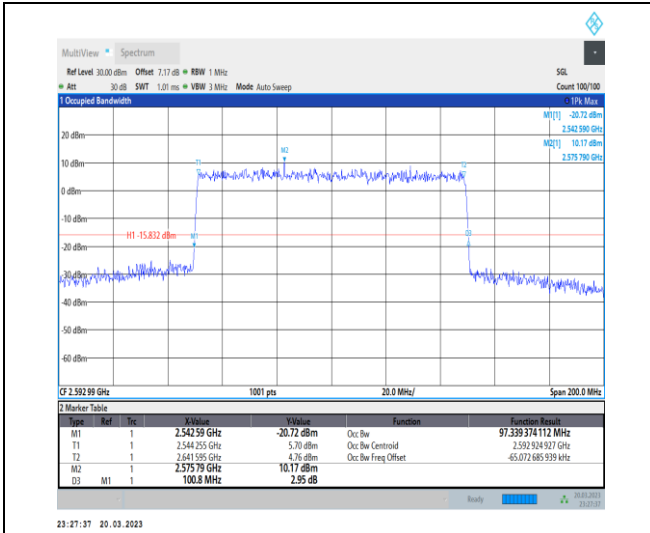 MultiView Spectrum
Ref Level 30.00 dBm Offset 7.17 dB RBW 1 MHz SGL
Att 30 dB SWT 1.01 ms VBW 3 MHz Mode Auto Sweep Count 100/100
1 Occupied Bandwidth 1Pk Max
M1[1] -20.72 dBm
2.542 590 GHz
M2[1] 10.17 dBm
2.575 790 GHz
20 dBm
M2
T1
T2
10 dBm
0 dBm
-10 dBm
H1 -15.832 dBm
M1
D3
-30 dBm
-40 dBm
-50 dBm
-60 dBm
CF 2.592 99 GHz 1001 pts 20.0 MHz/ Span 200.0 MHz
2 Marker Table
Type Ref Trc X-Value Y-Value Function Function Result
M1 1 2.542 59 GHz -20.72 dBm Occ Bw 97.339 374 112 MHz
T1 1 2.544 255 GHz 5.70 dBm Occ Bw Centroid 2.592 924 927 GHz
T2 1 2.641 595 GHz 4.76 dBm Occ Bw Freq Offset -65.072 685 939 kHz
M2 1 2.575 79 GHz 10.17 dBm
D3 M1 1 100.8 MHz 2.95 dB
Ready 20.03.2023
23:27:37
23:27:37 20.03.2023